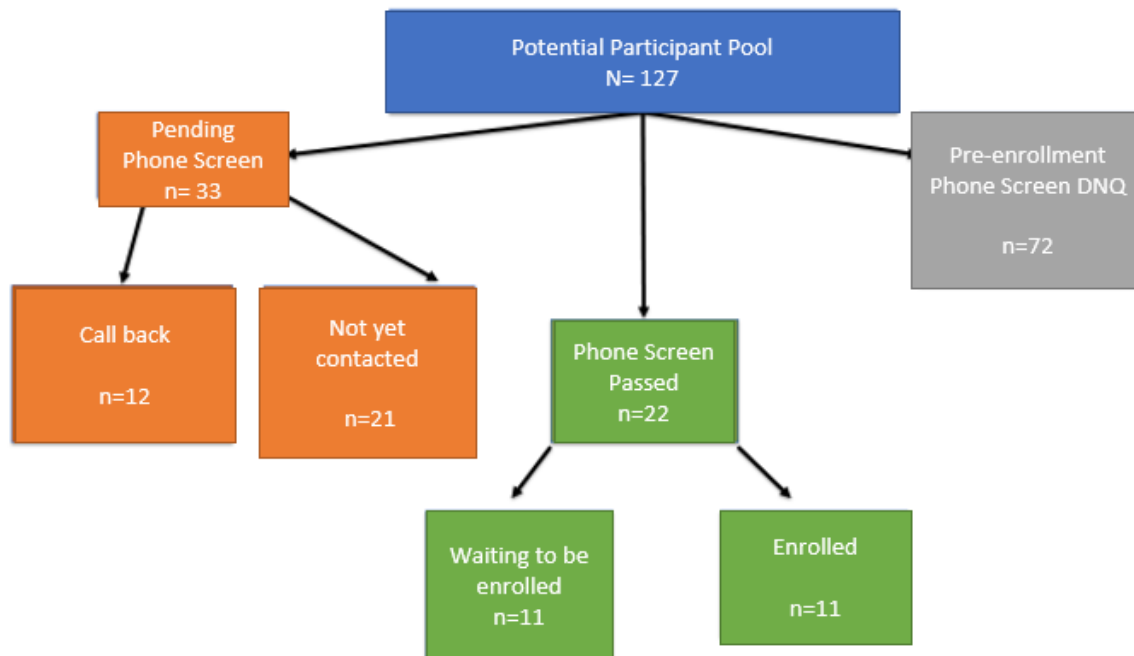 Potential Participant Pool
N= 127
Pending
Phone Screen
n= 33
Pre-enrollment
Phone Screen DNQ
n=72
Call back
n=12
Not yet
contacted
n=21
Phone Screen
Passed
n=22
Waiting to be
enrolled
n=11
Enrolled
n=11